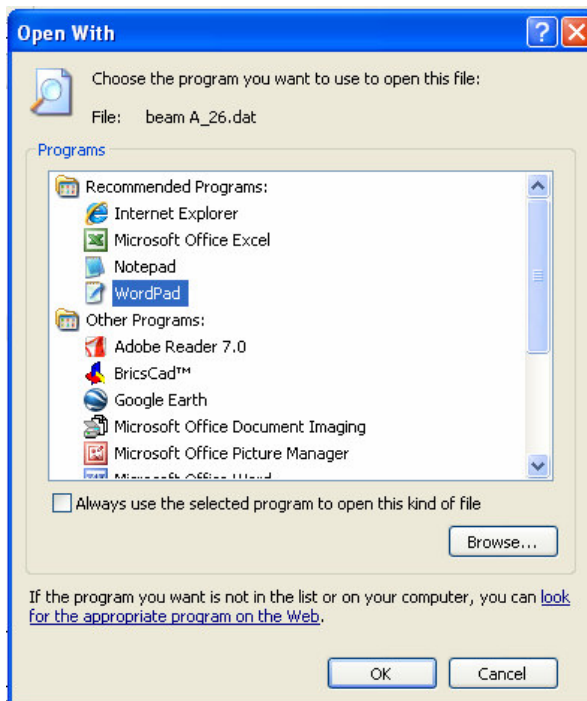 Open With
Choose the program you want to use to open this file:
File: beam A_26.dat
Programs
Recommended Programs:
Internet Explorer
Microsoft Office Excel
Notepad
WordPad
Other Programs:
Adobe Reader 7.0
BricsCad™
Google Earth
Microsoft Office Document Imaging
Microsoft Office Picture Manager
Microsoft Office Word
Always use the selected program to open this kind of file
Browse...
If the program you want is not in the list or on your computer, you can look
for the appropriate program on the Web.
OK
Cancel